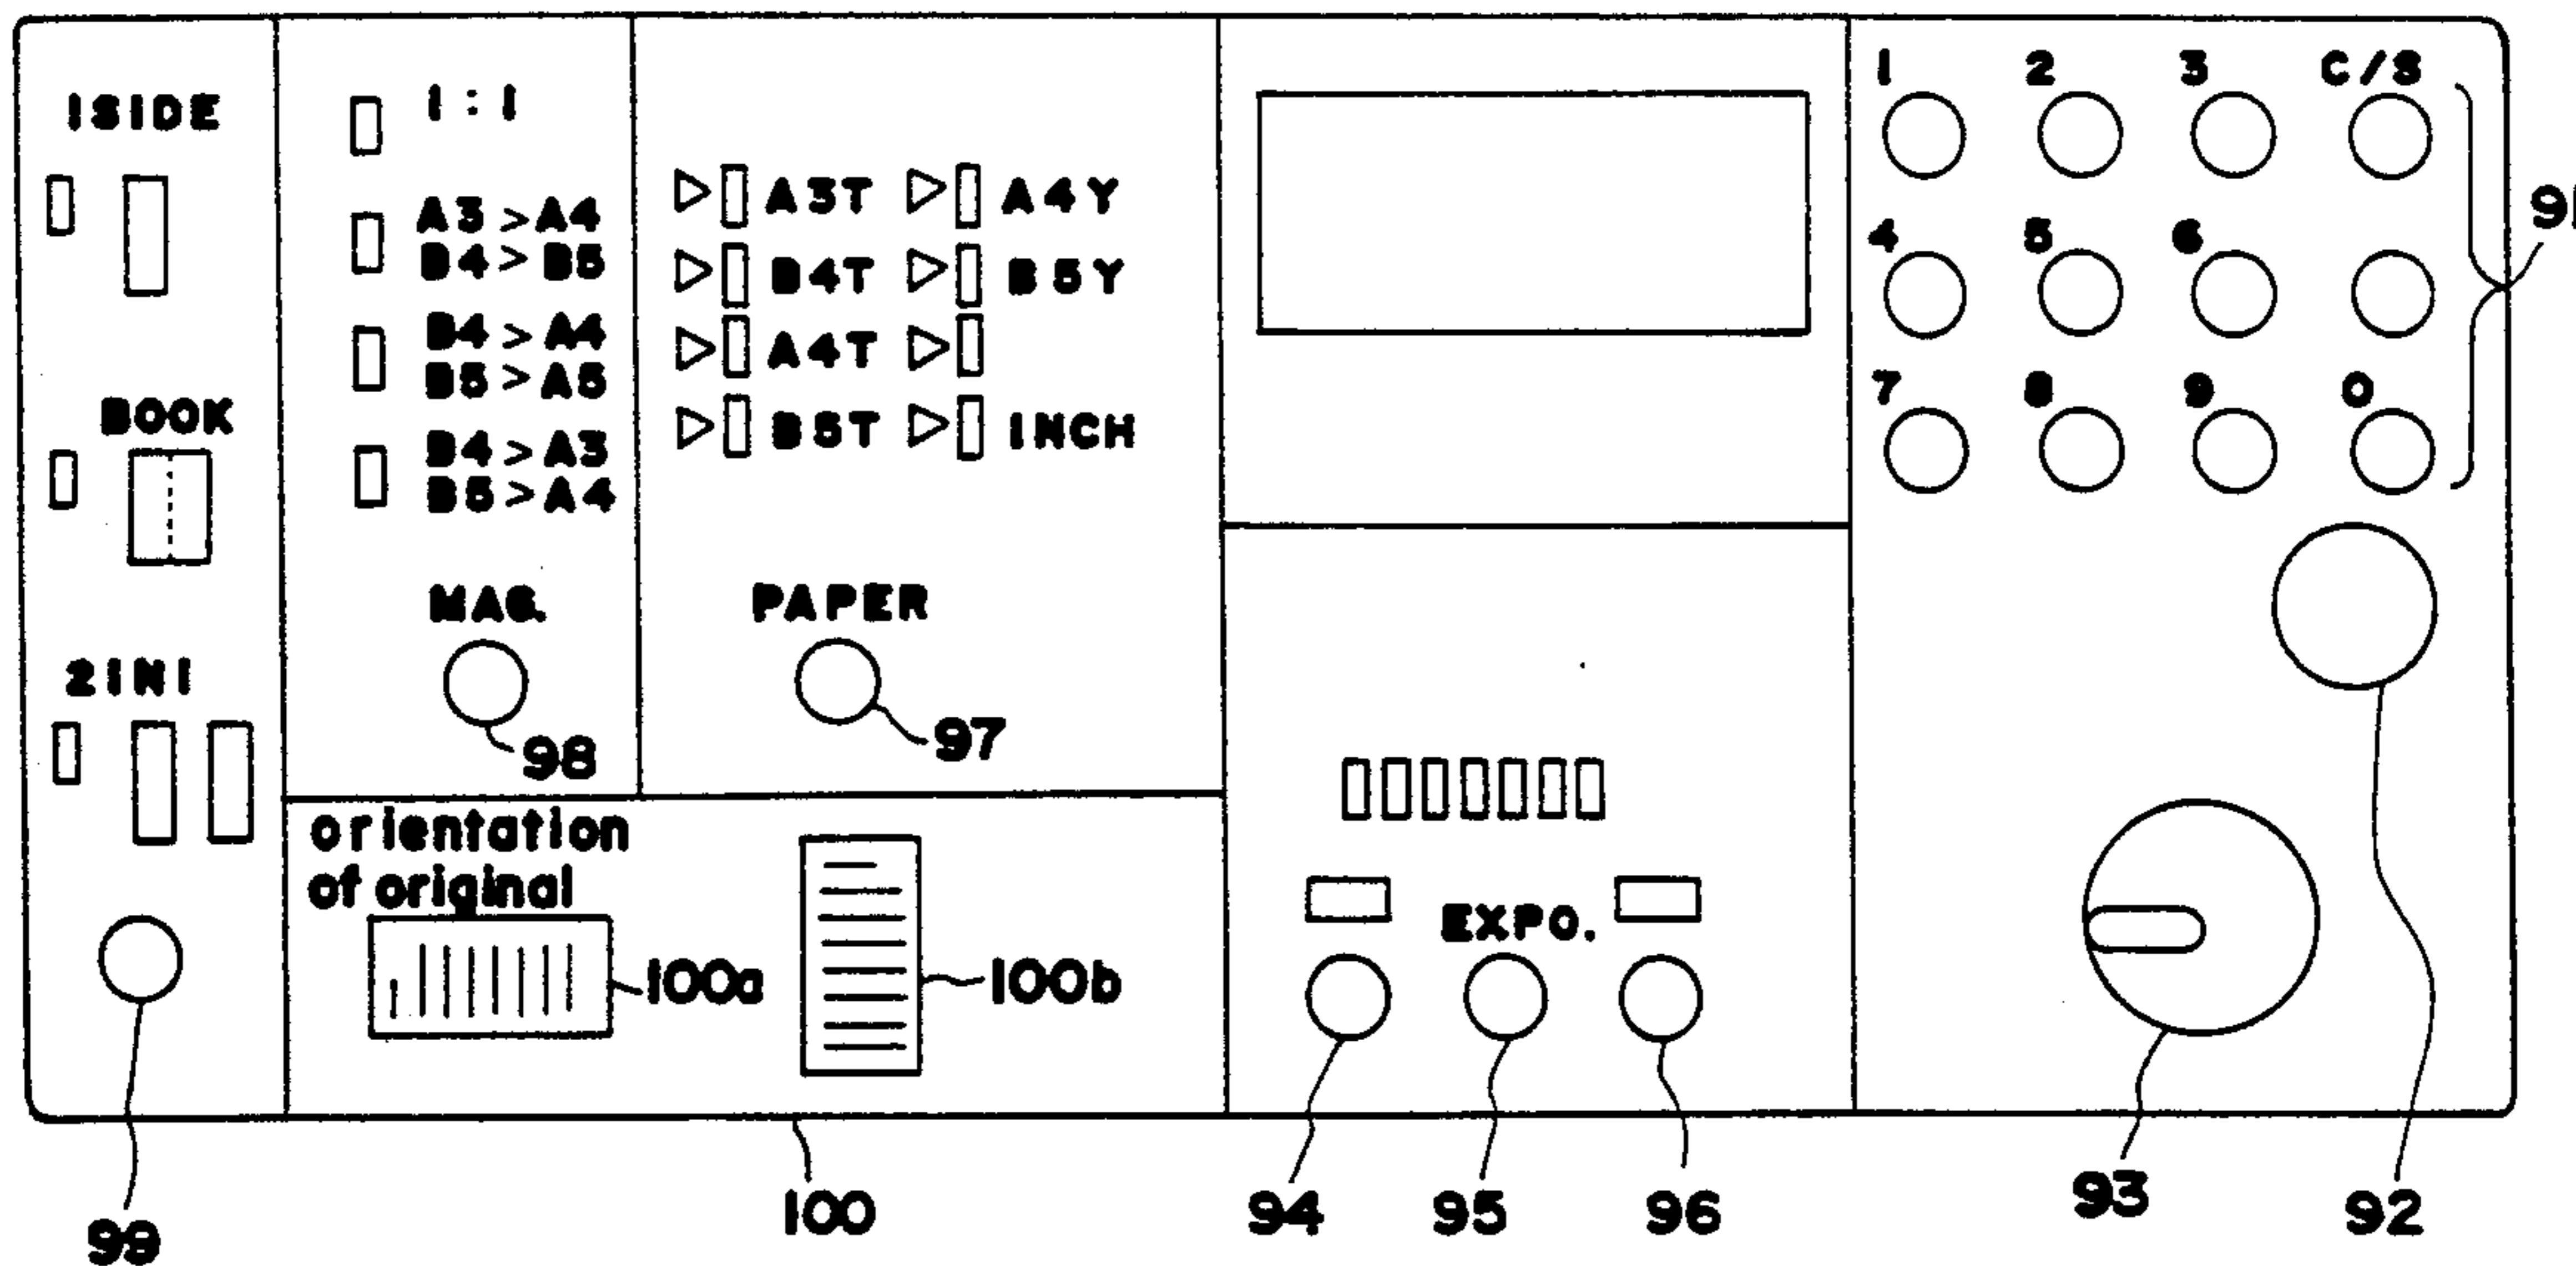 1SIDE
BOOK
2IN1
99
1:1
A3>A4
B4>B5
B4>A4
B5>A5
B4>A3
B5>A4
MAG.
98
A3T A4Y
B4T B5Y
A4T
B5T INCH
PAPER
97
orientation
of original
100a
100b
100
EXPO.
94 95 96
1 2 3 C/S
4 5 6
7 8 9 0
93
92